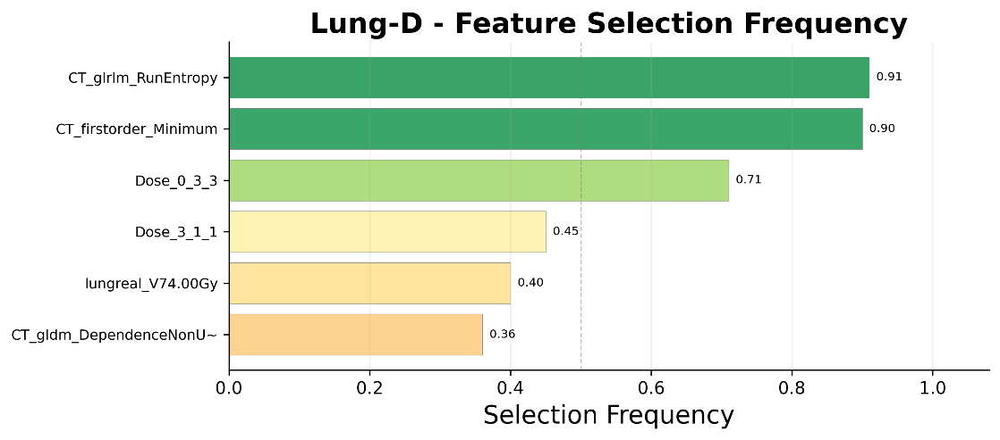 Lung-D - Feature Selection Frequency
CT_glrlm_RunEntropy 0.91
CT_firstorder_Minimum 0.90
Dose_0_3_3 0.71
Dose_3_1_1 0.45
lungreal_V74.00Gy 0.40
CT_gldm_DependenceNonU~ 0.36
0.0 0.2 0.4 0.6 0.8 1.0
Selection Frequency